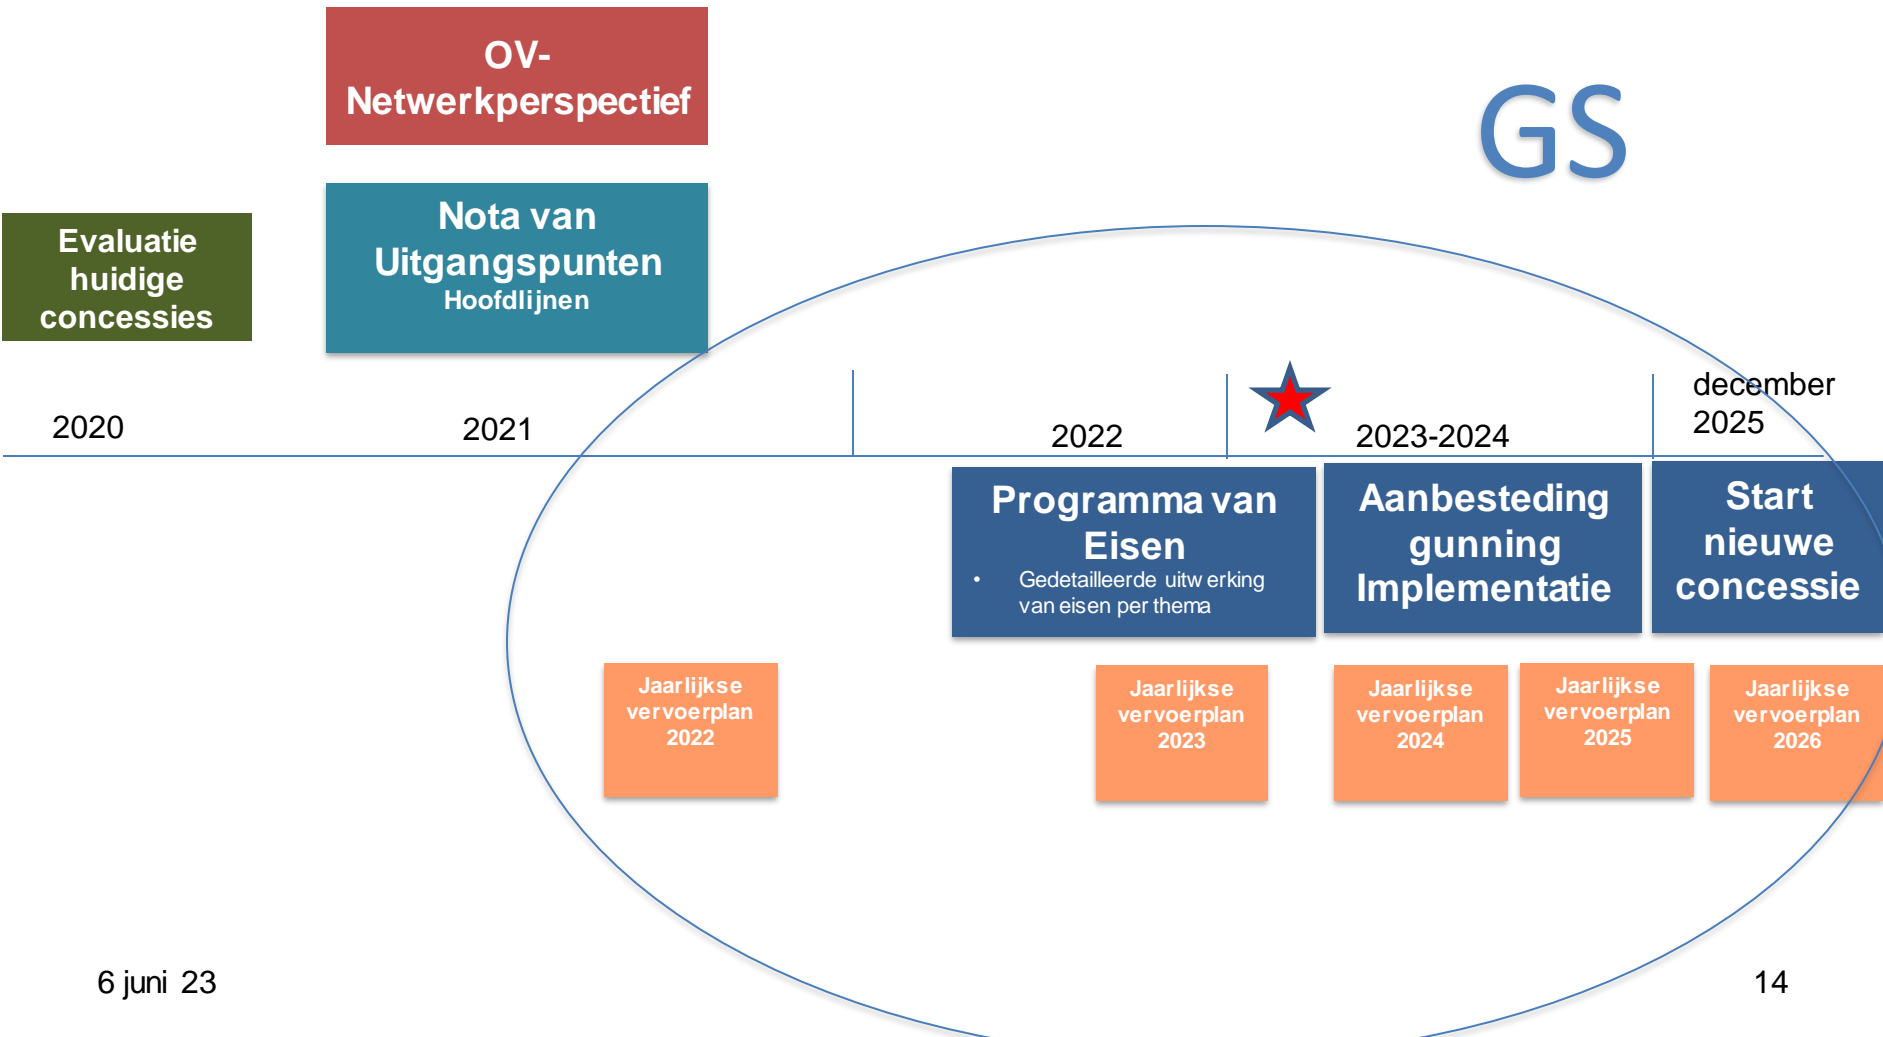 OV-
Netwerkperspectief
GS
Nota van
Uitgangspunten
Hoofdlijnen
Evaluatie
huidige
concessies
2020
2021
2022
2023-2024
december
2025
Programma van
Eisen
• Gedetailleerde uitwerking
van eisen per thema
Aanbesteding
gunning
Implementatie
Start
nieuwe
concessie
Jaarlijkse
vervoerplan
2022
Jaarlijkse
vervoerplan
2023
Jaarlijkse
vervoerplan
2024
Jaarlijkse
vervoerplan
2025
Jaarlijkse
vervoerplan
2026
6 juni 23
14